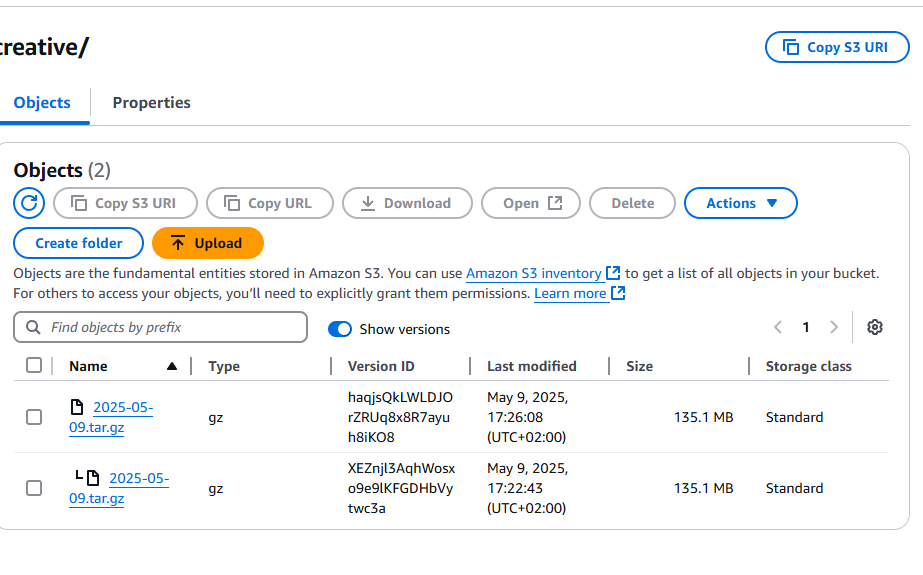 creative/
Copy S3 URI
Objects
Properties
Objects (2)
Copy S3 URI
Copy URL
Download
Open
Delete
Actions
Create folder
Upload
Objects are the fundamental entities stored in Amazon S3. You can use Amazon S3 inventory to get a list of all objects in your bucket.
For others to access your objects, you'll need to explicitly grant them permissions. Learn more
Find objects by prefix
Show versions
1
Name
Type
Version ID
Last modified
Size
Storage class
2025-05-
09.tar.gz
gz
haqjsQkLWLDJO
rZRUq8x8R7ayu
h8iKO8
May 9, 2025,
17:26:08
(UTC+02:00)
135.1 MB
Standard
2025-05-
09.tar.gz
gz
XEZnjl3AqhWosx
o9e9lKFGDHbVy
twc3a
May 9, 2025,
17:22:43
(UTC+02:00)
135.1 MB
Standard